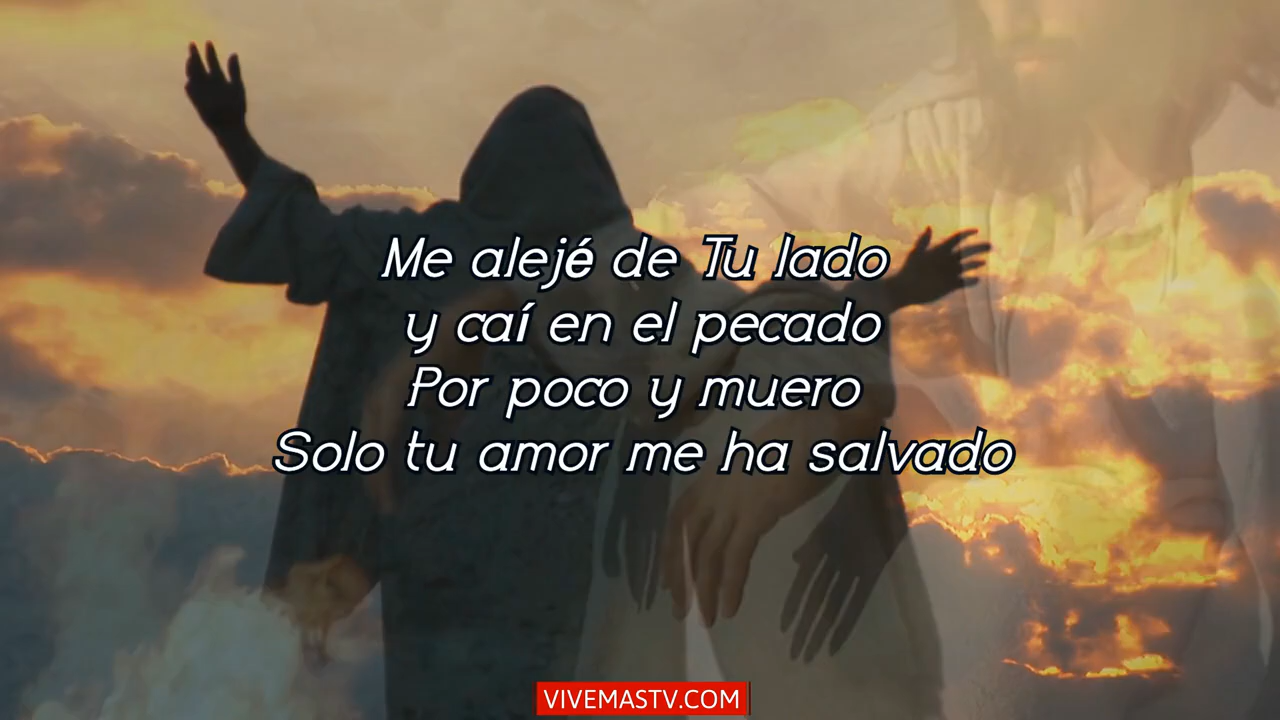 Me alejé de Tu lado
y caí en el pecado
Por poco y muero
Solo tu amor me ha salvado
VIVEMASTV.COM